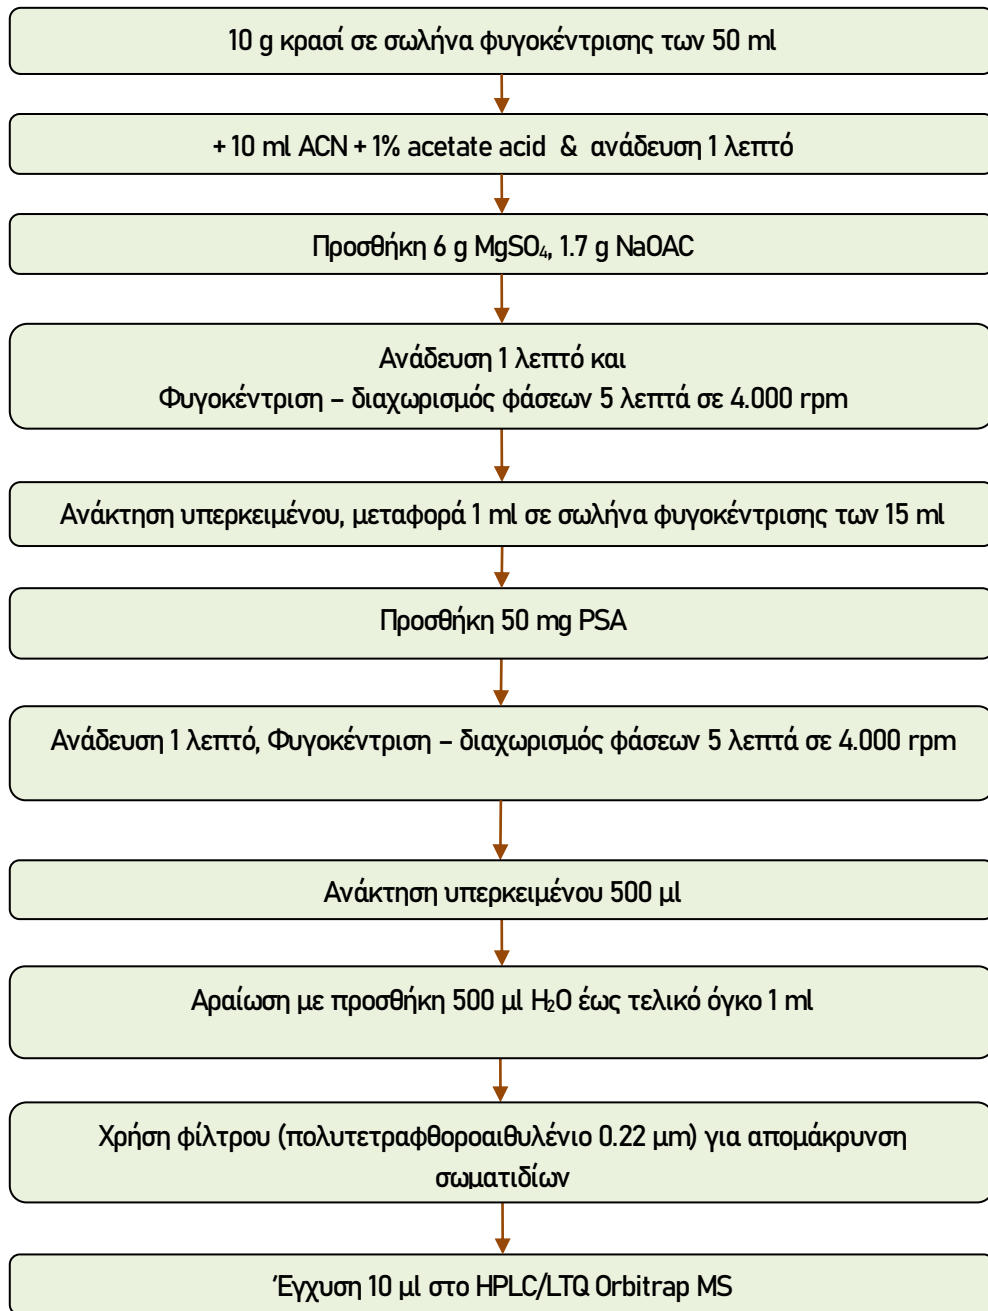 10 g κρασί σε σωλήνα φυγοκέντρισης των 50 ml
+ 10 ml ACN + 1% acetate acid & ανάδευση 1 λεπτό
Προσθήκη 6 g MgSO₄, 1.7 g NaOAC
Ανάδευση 1 λεπτό και
Φυγοκέντριση – διαχωρισμός φάσεων 5 λεπτά σε 4.000 rpm
Ανάκτηση υπερκειμένου, μεταφορά 1 ml σε σωλήνα φυγοκέντρισης των 15 ml
Προσθήκη 50 mg PSA
Ανάδευση 1 λεπτό, Φυγοκέντριση – διαχωρισμός φάσεων 5 λεπτά σε 4.000 rpm
Ανάκτηση υπερκειμένου 500 μl
Αραίωση με προσθήκη 500 μl H₂O έως τελικό όγκο 1 ml
Χρήση φίλτρου (πολυτετραφθοροαιθυλένιο 0.22 μm) για απομάκρυνση
σωματιδίων
Έγχυση 10 μl στο HPLC/LTQ Orbitrap MS